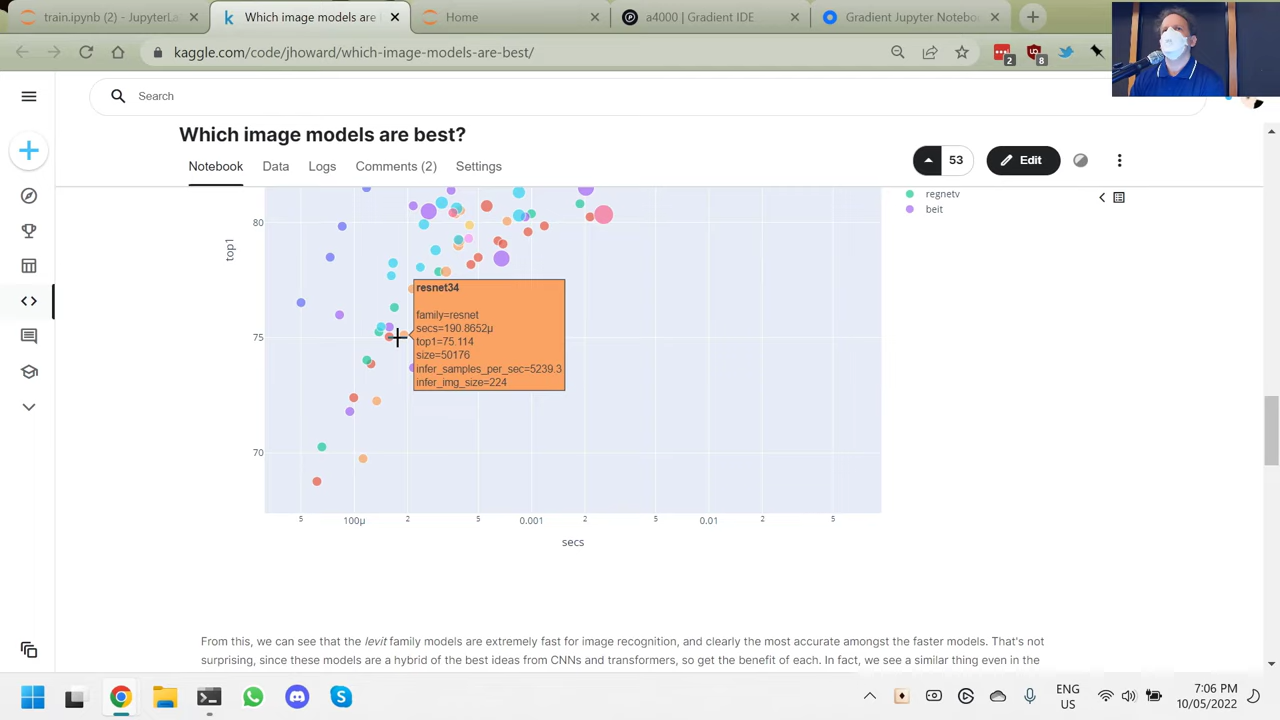 train.ipynb (2) - JupyterLa
Which image models are
Home
a4000 | Gradient IDE
Gradient Jupyter Notebo
kaggle.com/code/jhoward/which-image-models-are-best/
2
8
Search
Which image models are best?
Notebook
Data
Logs
Comments (2)
Settings
53
Edit
regnetv
beit
80
75
70
top1
resnet34
family=resnet
secs=190.8652μ
top1=75.114
size=50176
infer_samples_per_sec=5239.3
infer_img_size=224
5
100μ
2
5
0.001
2
5
0.01
2
5
secs
From this, we can see that the levit family models are extremely fast for image recognition, and clearly the most accurate amongst the faster models. That's not
surprising, since these models are a hybrid of the best ideas from CNNs and transformers, so get the benefit of each. In fact, we see a similar thing even in the
ENG
US
7:06 PM
10/05/2022